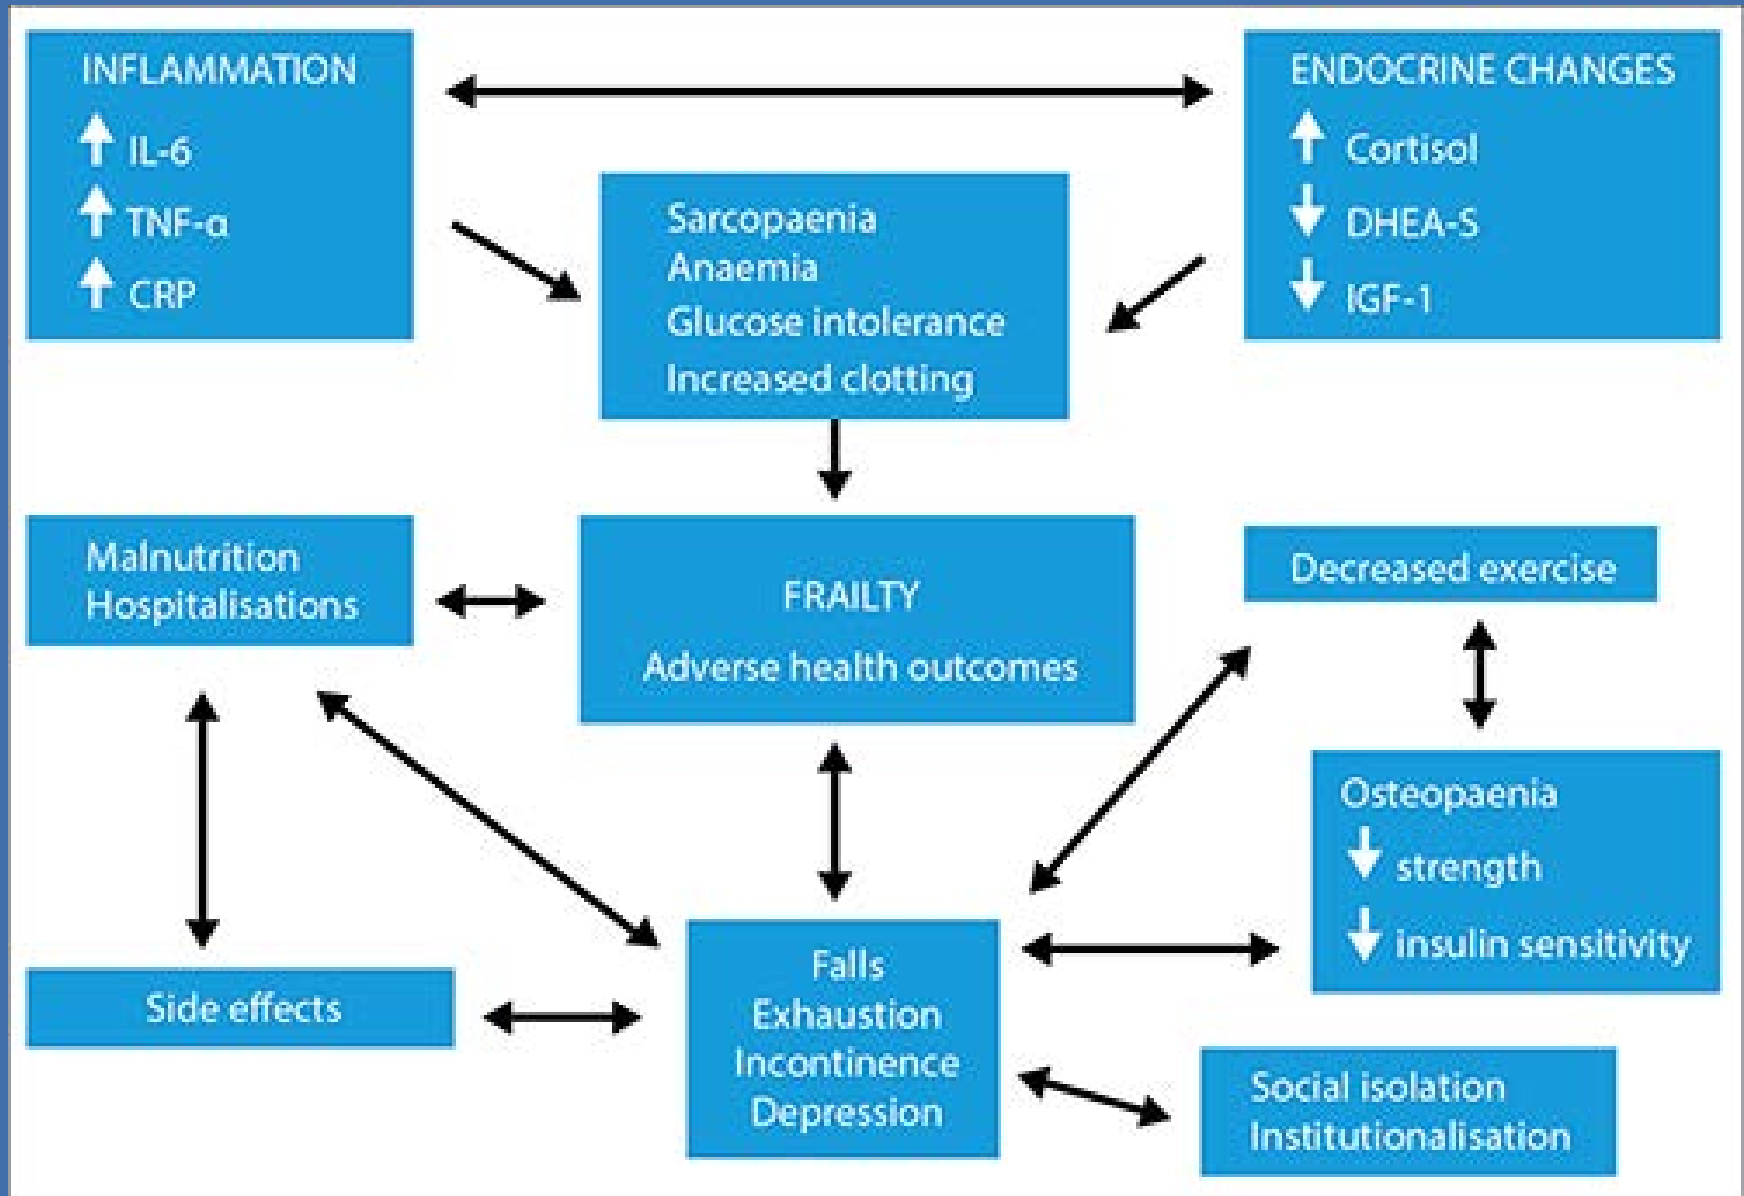 INFLAMMATION
↑ IL-6
↑ TNF-α
↑ CRP
ENDOCRINE CHANGES
↑ Cortisol
↓ DHEA-S
↓ IGF-1
Sarcopaenia
Anaemia
Glucose intolerance
Increased clotting
Malnutrition
Hospitalisations
FRAILTY
Adverse health outcomes
Decreased exercise
Osteopaenia
↓ strength
↓ insulin sensitivity
Side effects
Falls
Exhaustion
Incontinence
Depression
Social isolation
Institutionalisation